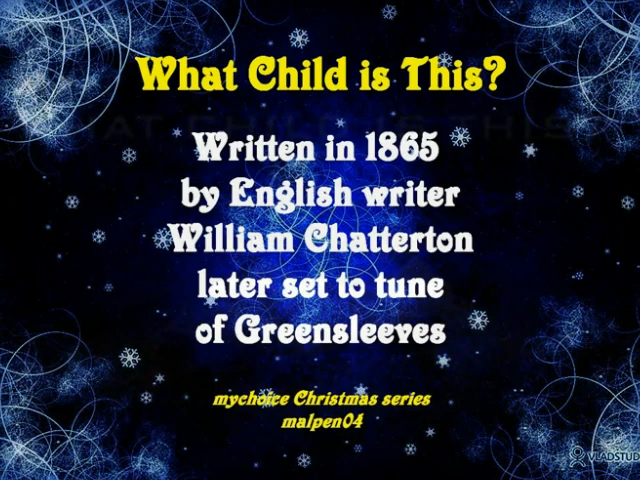 What Child is This?
Written in 1865
by English writer
William Chatterton
later set to tune
of Greensleeves
mychoice Christmas series
malpen04
VLADSTUD